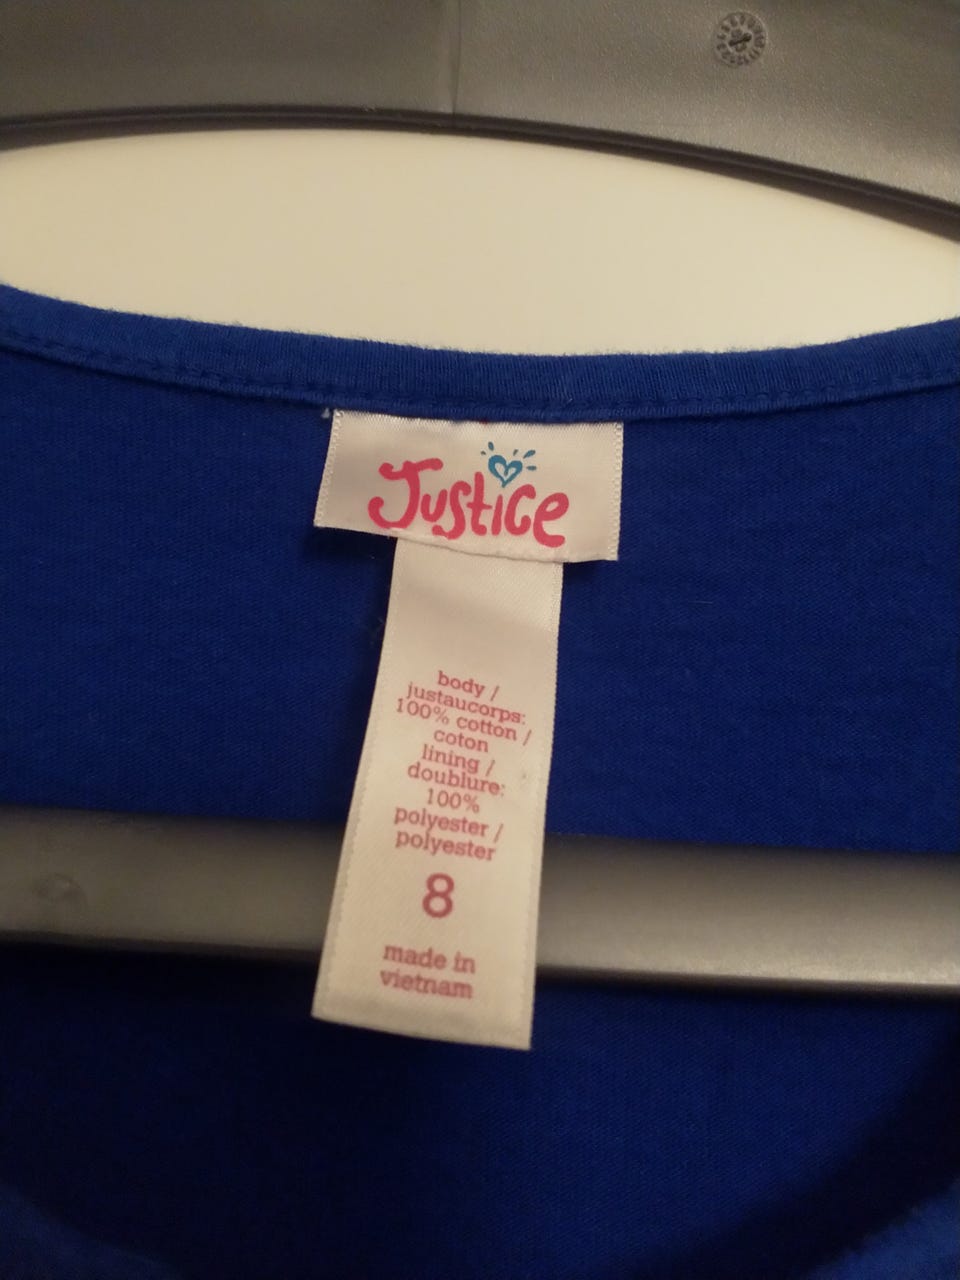 Justice
body /
justaucorps:
100% cotton /
coton
lining /
doublure:
100%
polyester /
polyester
8
made in
vietnam